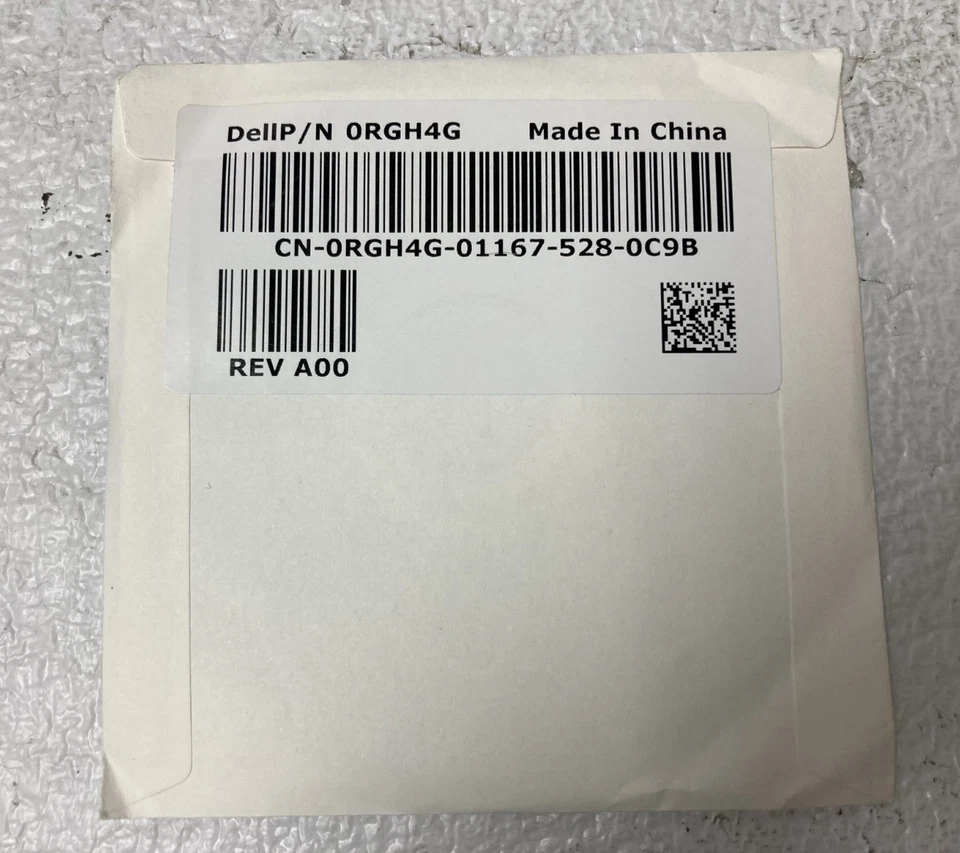 DellP/N 0RGH4G Made In China
CN-0RGH4G-01167-528-0C9B
REV A00